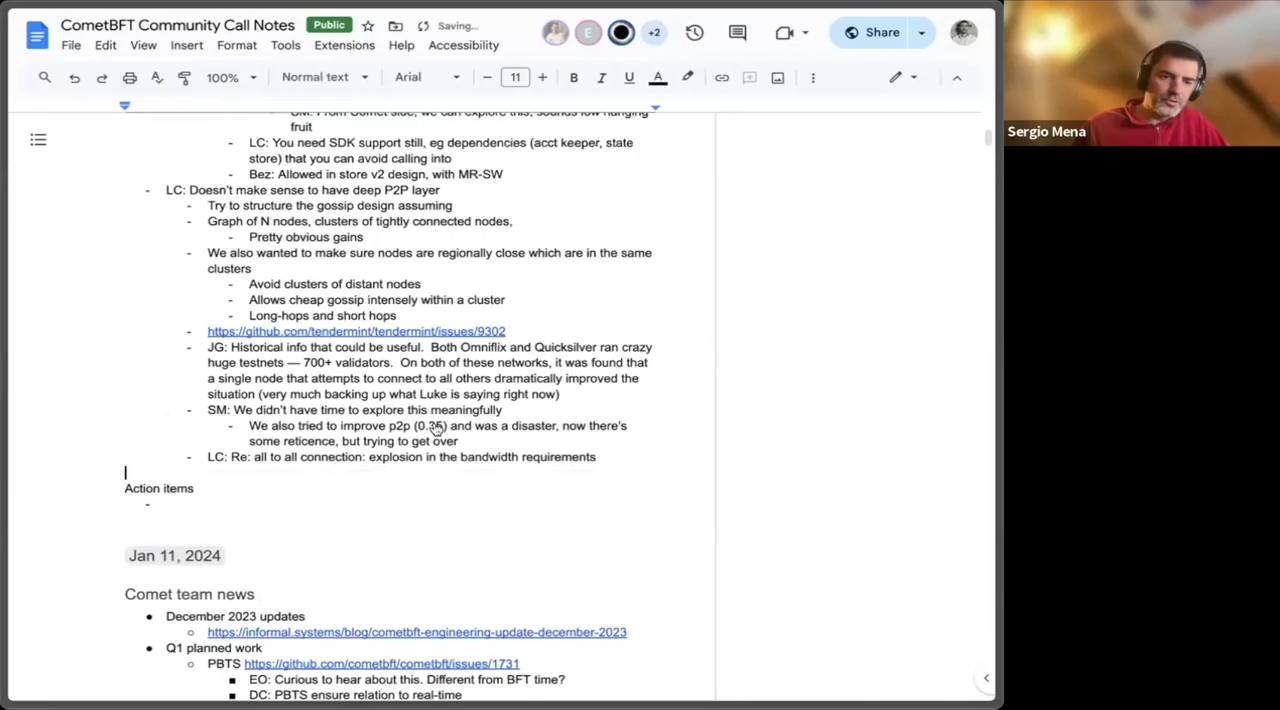 CometBFT Community Call Notes
Public
Saving...
E
+2
Share
File Edit View Insert Format Tools Extensions Help Accessibility
100%
Normal text
Arial
11
B I U A
SM: From Comet side, we can explore this, sounds low hanging
fruit
- LC: You need SDK support still, eg dependencies (acct keeper, state
store) that you can avoid calling into
- Bez: Allowed in store v2 design, with MR-SW
- LC: Doesn't make sense to have deep P2P layer
- Try to structure the gossip design assuming
- Graph of N nodes, clusters of tightly connected nodes,
- Pretty obvious gains
- We also wanted to make sure nodes are regionally close which are in the same
clusters
- Avoid clusters of distant nodes
- Allows cheap gossip intensely within a cluster
- Long-hops and short hops
- https://github.com/tendermint/tendermint/issues/9302
- JG: Historical info that could be useful. Both Omniflix and Quicksilver ran crazy
huge testnets — 700+ validators. On both of these networks, it was found that
a single node that attempts to connect to all others dramatically improved the
situation (very much backing up what Luke is saying right now)
- SM: We didn't have time to explore this meaningfully
- We also tried to improve p2p (0.35) and was a disaster, now there's
some reticence, but trying to get over
- LC: Re: all to all connection: explosion in the bandwidth requirements
Action items
-
Jan 11, 2024
Comet team news
● December 2023 updates
○ https://informal.systems/blog/cometbft-engineering-update-december-2023
● Q1 planned work
○ PBTS https://github.com/cometbft/cometbft/issues/1731
■ EO: Curious to hear about this. Different from BFT time?
■ DC: PBTS ensure relation to real-time
Sergio Mena